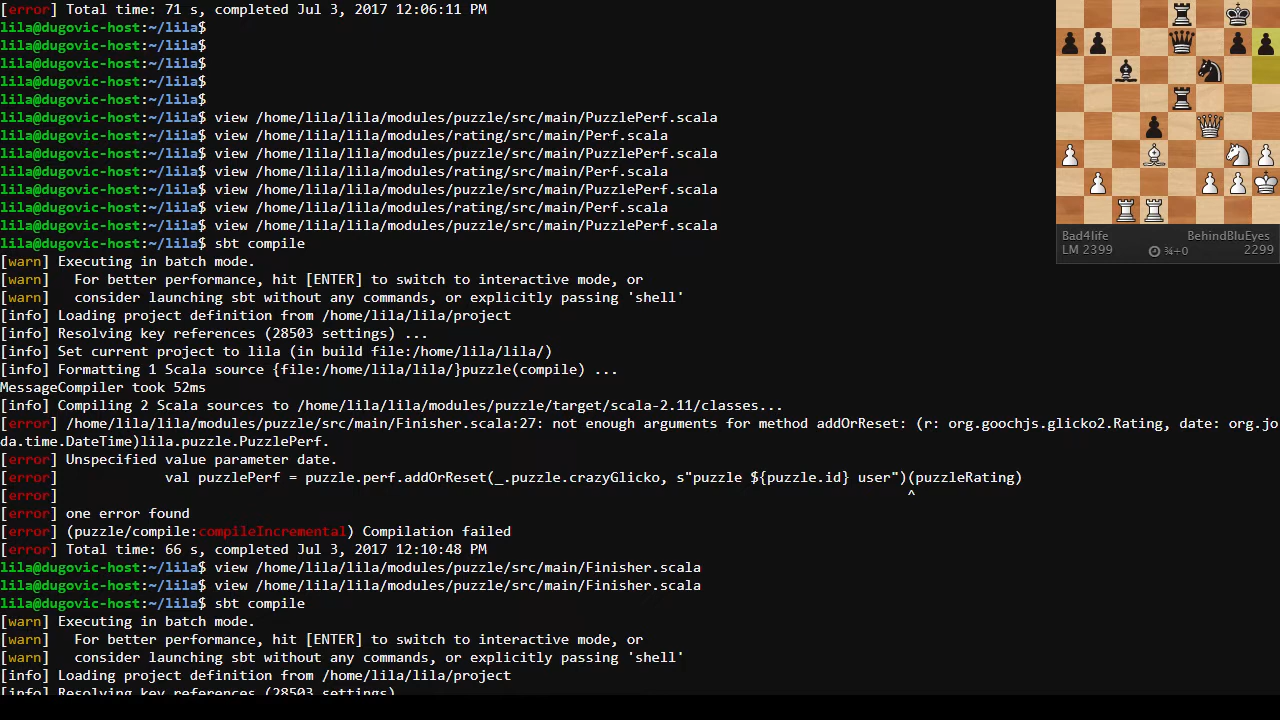 [error] Total time: 71 s, completed Jul 3, 2017 12:06:11 PM
lila@dugovic-host:~/lila$
lila@dugovic-host:~/lila$
lila@dugovic-host:~/lila$
lila@dugovic-host:~/lila$
lila@dugovic-host:~/lila$
lila@dugovic-host:~/lila$ view /home/lila/lila/modules/puzzle/src/main/PuzzlePerf.scala
lila@dugovic-host:~/lila$ view /home/lila/lila/modules/rating/src/main/Perf.scala
lila@dugovic-host:~/lila$ view /home/lila/lila/modules/puzzle/src/main/PuzzlePerf.scala
lila@dugovic-host:~/lila$ view /home/lila/lila/modules/rating/src/main/Perf.scala
lila@dugovic-host:~/lila$ view /home/lila/lila/modules/puzzle/src/main/PuzzlePerf.scala
lila@dugovic-host:~/lila$ view /home/lila/lila/modules/rating/src/main/Perf.scala
lila@dugovic-host:~/lila$ view /home/lila/lila/modules/puzzle/src/main/PuzzlePerf.scala
lila@dugovic-host:~/lila$ sbt compile
[warn] Executing in batch mode.
[warn]   For better performance, hit [ENTER] to switch to interactive mode, or
[warn]   consider launching sbt without any commands, or explicitly passing 'shell'
[info] Loading project definition from /home/lila/lila/project
[info] Resolving key references (28503 settings) ...
[info] Set current project to lila (in build file:/home/lila/lila/)
[info] Formatting 1 Scala source {file:/home/lila/lila/}puzzle(compile) ...
MessageCompiler took 52ms
[info] Compiling 2 Scala sources to /home/lila/lila/modules/puzzle/target/scala-2.11/classes...
[error] /home/lila/lila/modules/puzzle/src/main/Finisher.scala:27: not enough arguments for method addOrReset: (r: org.goochjs.glicko2.Rating, date: org.jo
da.time.DateTime)lila.puzzle.PuzzlePerf.
[error] Unspecified value parameter date.
[error]             val puzzlePerf = puzzle.perf.addOrReset(_.puzzle.crazyGlicko, s"puzzle ${puzzle.id} user")(puzzleRating)
[error]                                                                                                       ^
[error] one error found
[error] (puzzle/compile:compileIncremental) Compilation failed
[error] Total time: 66 s, completed Jul 3, 2017 12:10:48 PM
lila@dugovic-host:~/lila$ view /home/lila/lila/modules/puzzle/src/main/Finisher.scala
lila@dugovic-host:~/lila$ view /home/lila/lila/modules/puzzle/src/main/Finisher.scala
lila@dugovic-host:~/lila$ sbt compile
[warn] Executing in batch mode.
[warn]   For better performance, hit [ENTER] to switch to interactive mode, or
[warn]   consider launching sbt without any commands, or explicitly passing 'shell'
[info] Loading project definition from /home/lila/lila/project
[info] Resolving key references (28503 settings)
Bad4life BehindBluEyes
LM 2399 ¾+0 2299